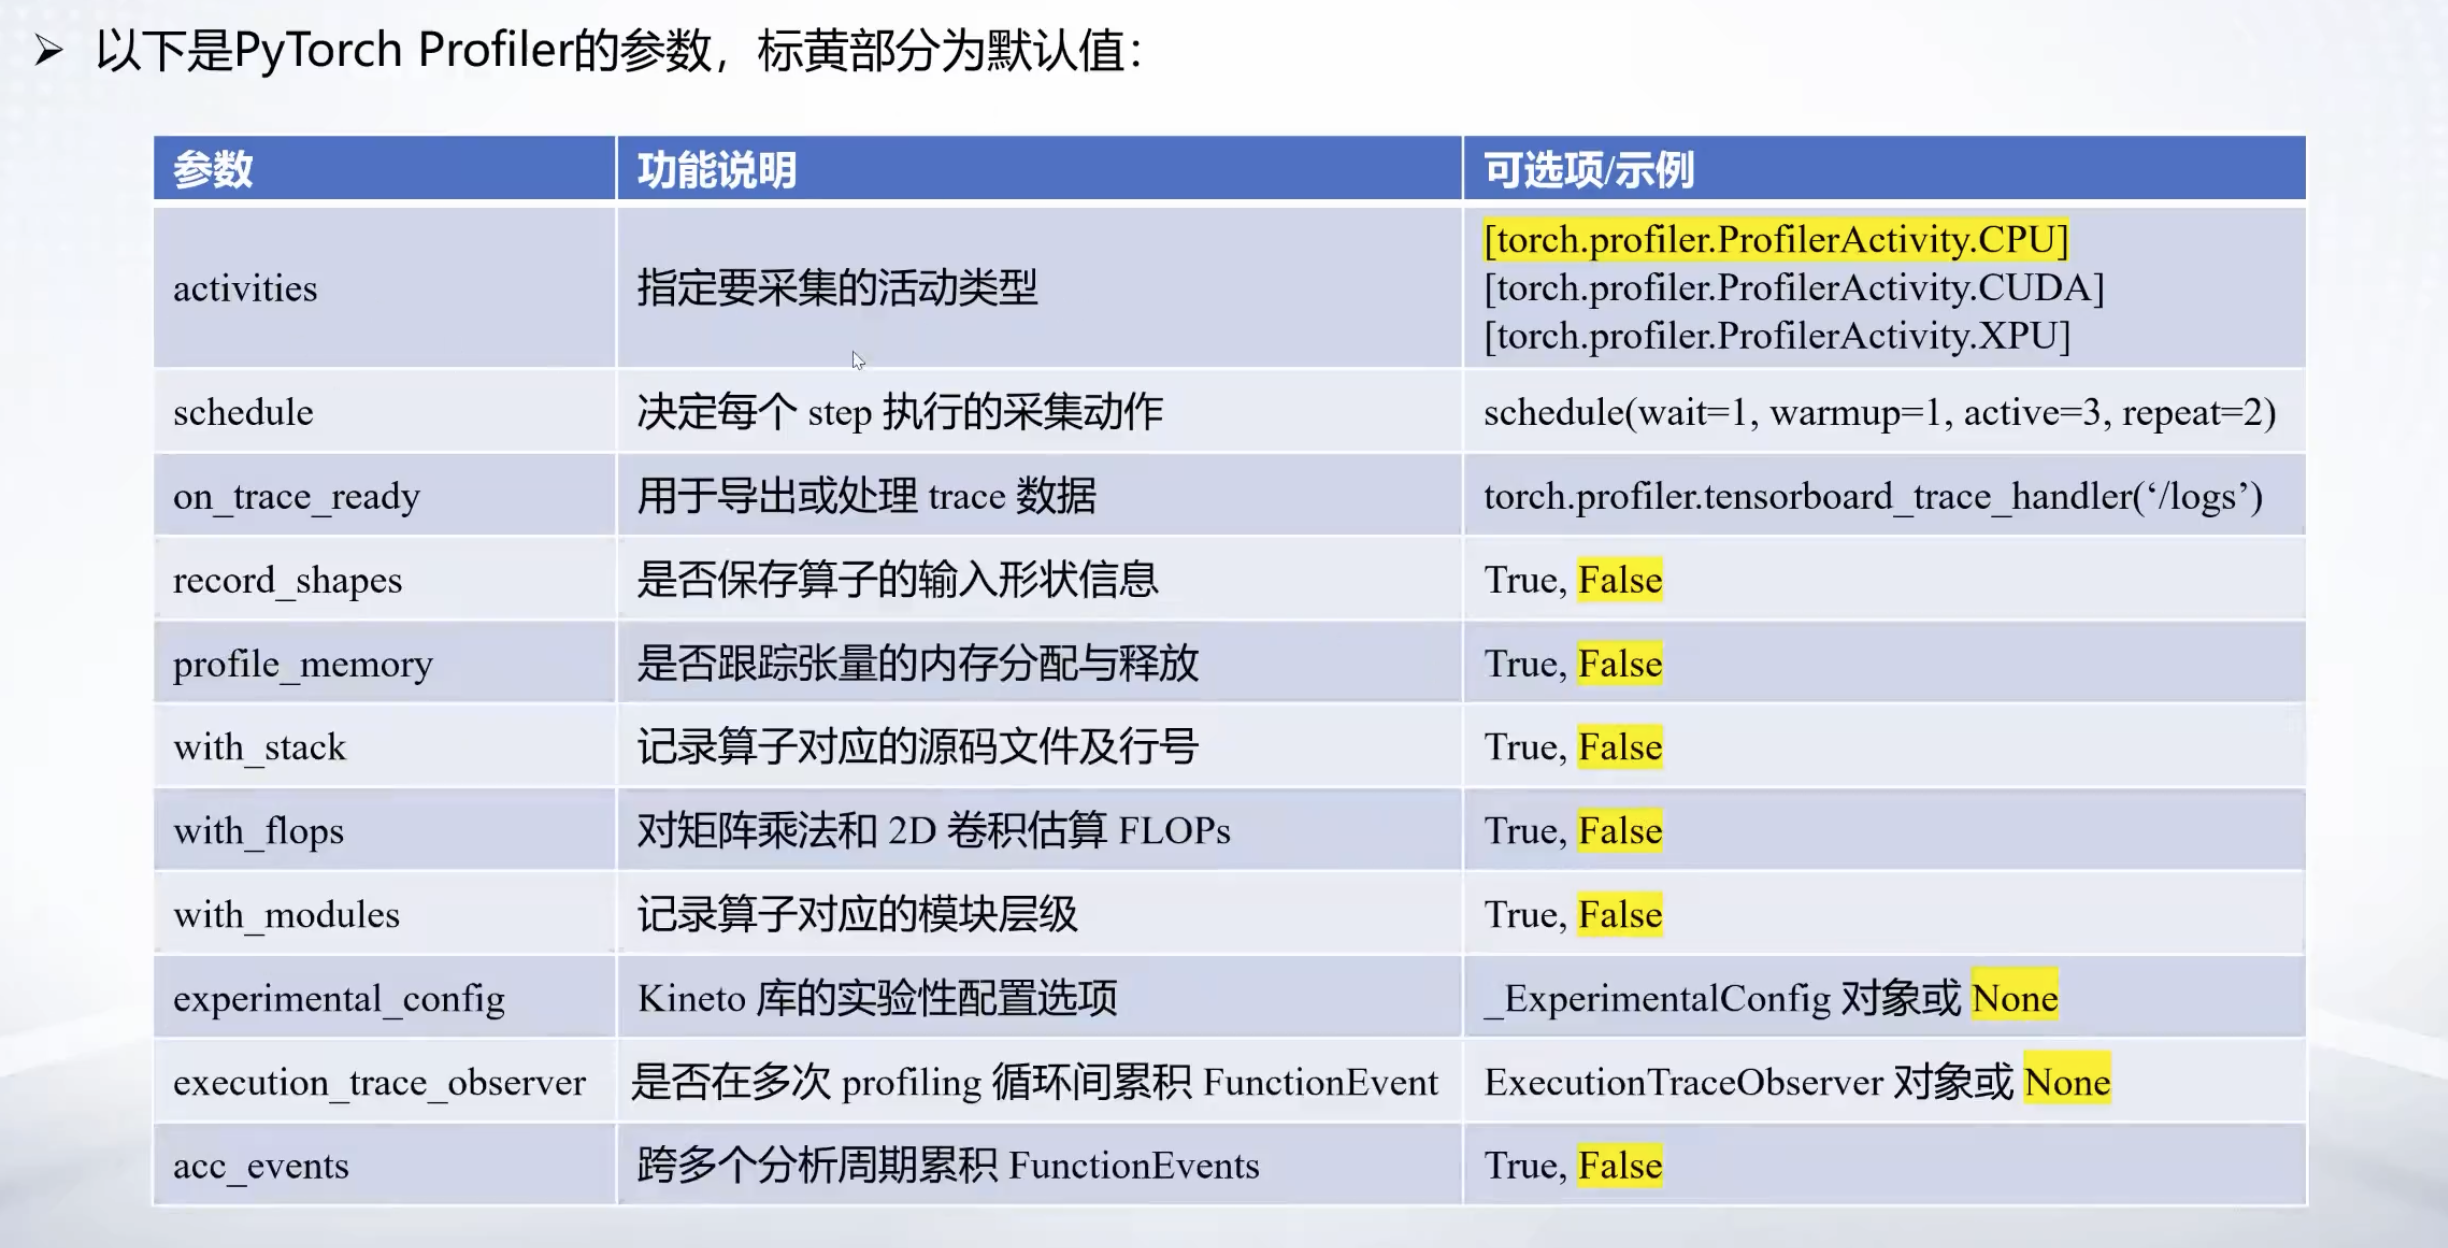 ➢ 以下是PyTorch Profiler的参数，标黄部分为默认值：
参数 功能说明 可选项/示例
activities 指定要采集的活动类型 [torch.profiler.ProfilerActivity.CPU]
[torch.profiler.ProfilerActivity.CUDA]
[torch.profiler.ProfilerActivity.XPU]
schedule 决定每个 step 执行的采集动作 schedule(wait=1, warmup=1, active=3, repeat=2)
on_trace_ready 用于导出或处理 trace 数据 torch.profiler.tensorboard_trace_handler(‘/logs’)
record_shapes 是否保存算子的输入形状信息 True, False
profile_memory 是否跟踪张量的内存分配与释放 True, False
with_stack 记录算子对应的源码文件及行号 True, False
with_flops 对矩阵乘法和 2D 卷积估算 FLOPs True, False
with_modules 记录算子对应的模块层级 True, False
experimental_config Kineto 库的实验性配置选项 _ExperimentalConfig 对象或 None
execution_trace_observer 是否在多次 profiling 循环间累积 FunctionEvent ExecutionTraceObserver 对象或 None
acc_events 跨多个分析周期累积 FunctionEvents True, False